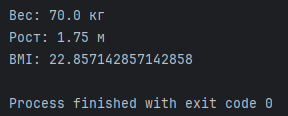 Вес: 70.0 кг
Рост: 1.75 м
BMI: 22.857142857142858
Process finished with exit code 0